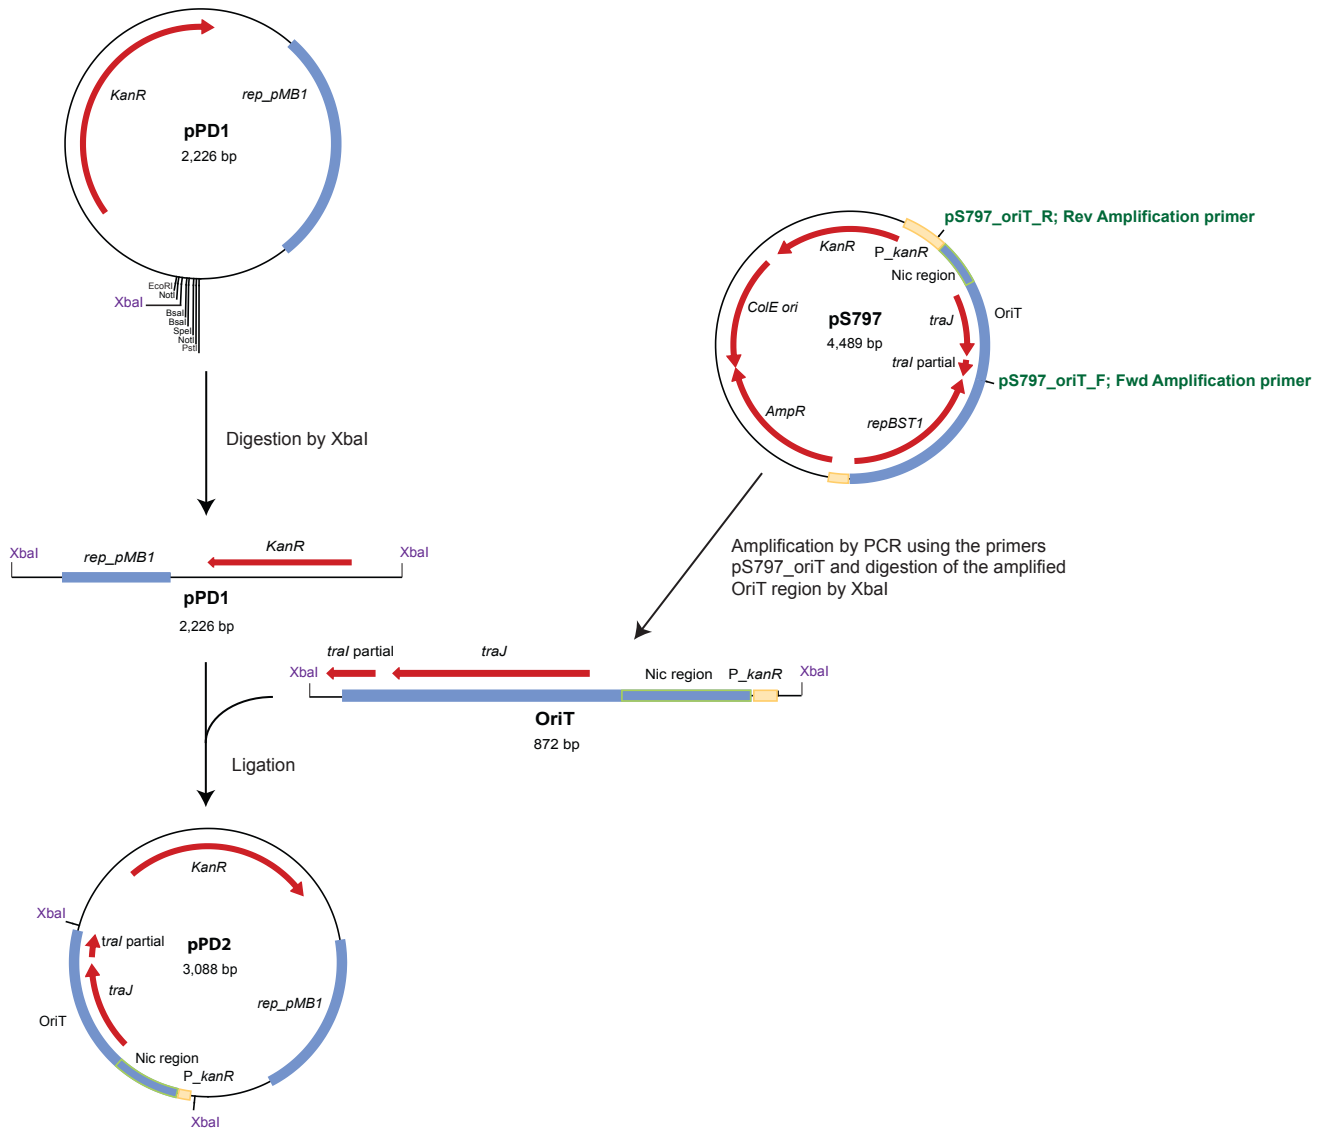 KanR
rep_pMB1
pPD1
2,226 bp
EcoRI
NotI
XbaI
BsaI
BsaI
SpeI
NotI
PstI
Digestion by XbaI
pS797_oriT_R; Rev Amplification primer
KanR
P_kanR
Nic region
ColE ori
OriT
pS797
traJ
4,489 bp
traI partial
pS797_oriT_F; Fwd Amplification primer
AmpR
repBST1
XbaI
rep_pMB1
KanR
XbaI
pPD1
2,226 bp
Amplification by PCR using the primers
pS797_oriT and digestion of the amplified
OriT region by XbaI
XbaI
traI partial
traJ
Nic region
P_kanR
XbaI
OriT
872 bp
Ligation
KanR
XbaI
traI partial
pPD2
3,088 bp
traJ
rep_pMB1
OriT
Nic region
P_kanR
XbaI